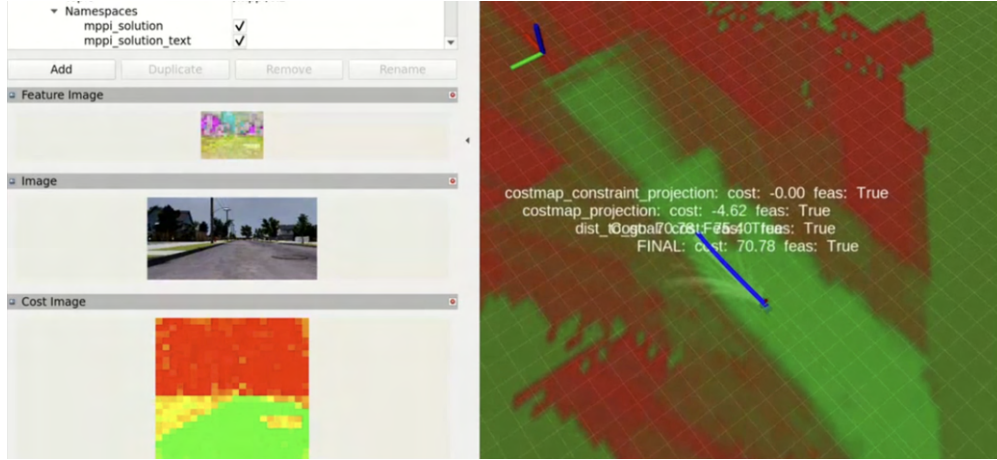 Namespaces
mppi_solution
mppi_solution_text
Add
Duplicate
Remove
Rename
Feature Image
Image
Cost Image
costmap_constraint_projection: cost: -0.00 feas: True
costmap_projection: cost: -4.62 feas: True
feas: True
FINAL: cost: 70.78 feas: True